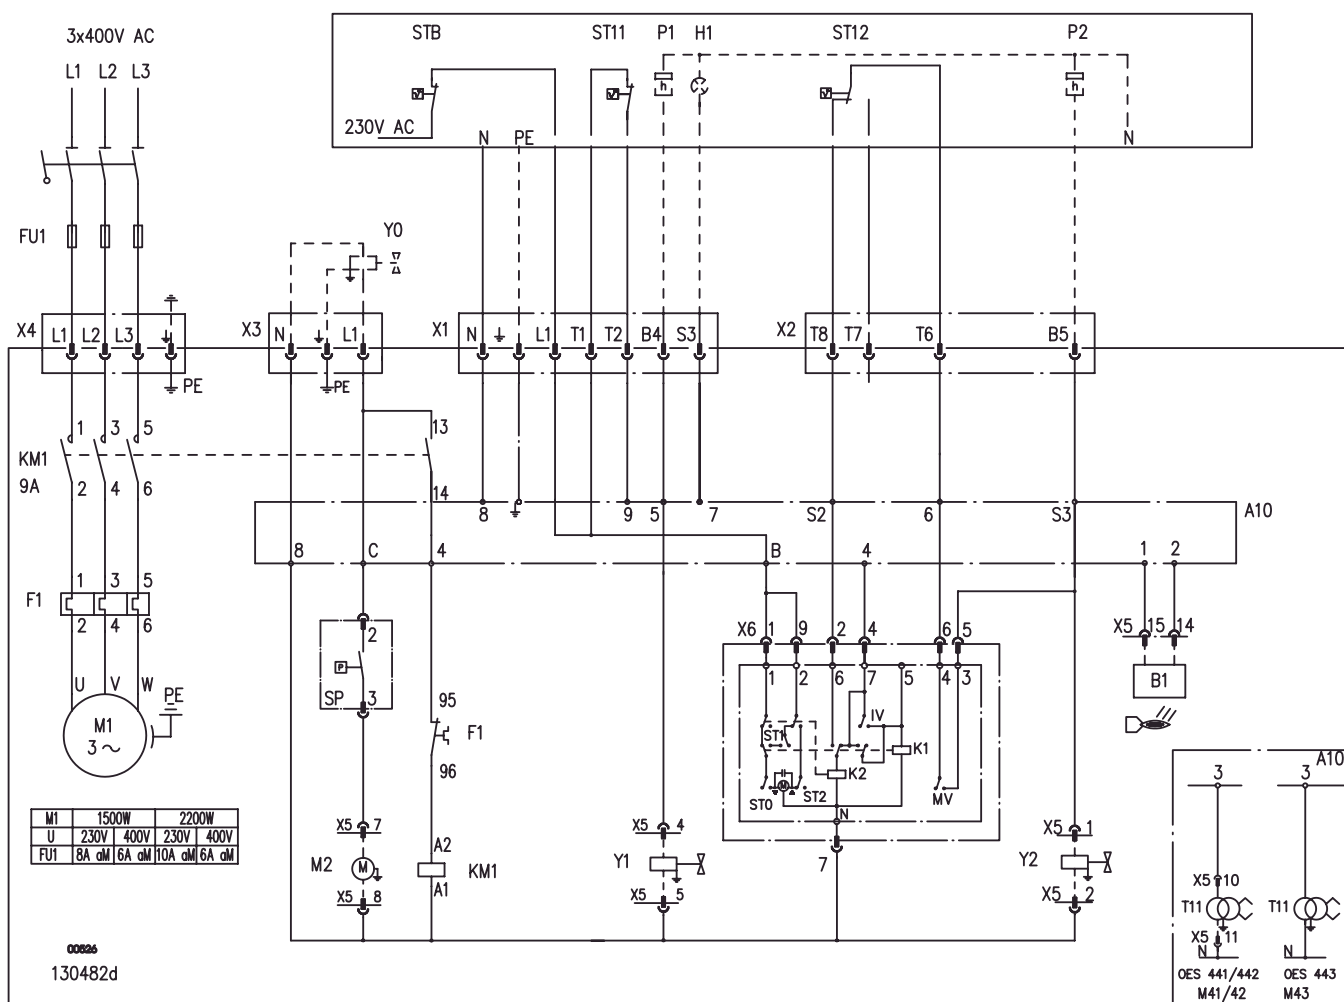 3x400V AC
L1 L2 L3
STB ST11 P1 H1 ST12 P2
h h
230V AC N PE N
FU1
Y0
X4 L1 L2 L3
X3 N L1
X1 N L1 T1 T2 B4 S3
X2 T8 T7 T6 B5
PE PE
1 3 5
13
KM1
9A
2 4 6
14
8 9 5 7 S2 6 S3 A10
8 C 4 B 4 1 2
1 3 5
F1
2 4 6
2
P
SP 3
X6 1 9 2 4 6 5
X5 15 14
1 2 6 7 5 4 3
B1
U V W PE
M1
3 ~
95
F1
96
ST1 IV K1
K2
M
ST0 ST2 MV
N
7
A10
3 3
M1 1500W 2200W
U 230V 400V 230V 400V
FU1 8A aM 6A aM 10A aM 6A aM
X5 7
M2 M
X5 8
A2
KM1
A1
X5 4
Y1
X5 5
X5 1
Y2
X5 2
X5 10
T11 T11
X5 11
N N
OES 441/442 OES 443
M41/42 M43
00826
130482d